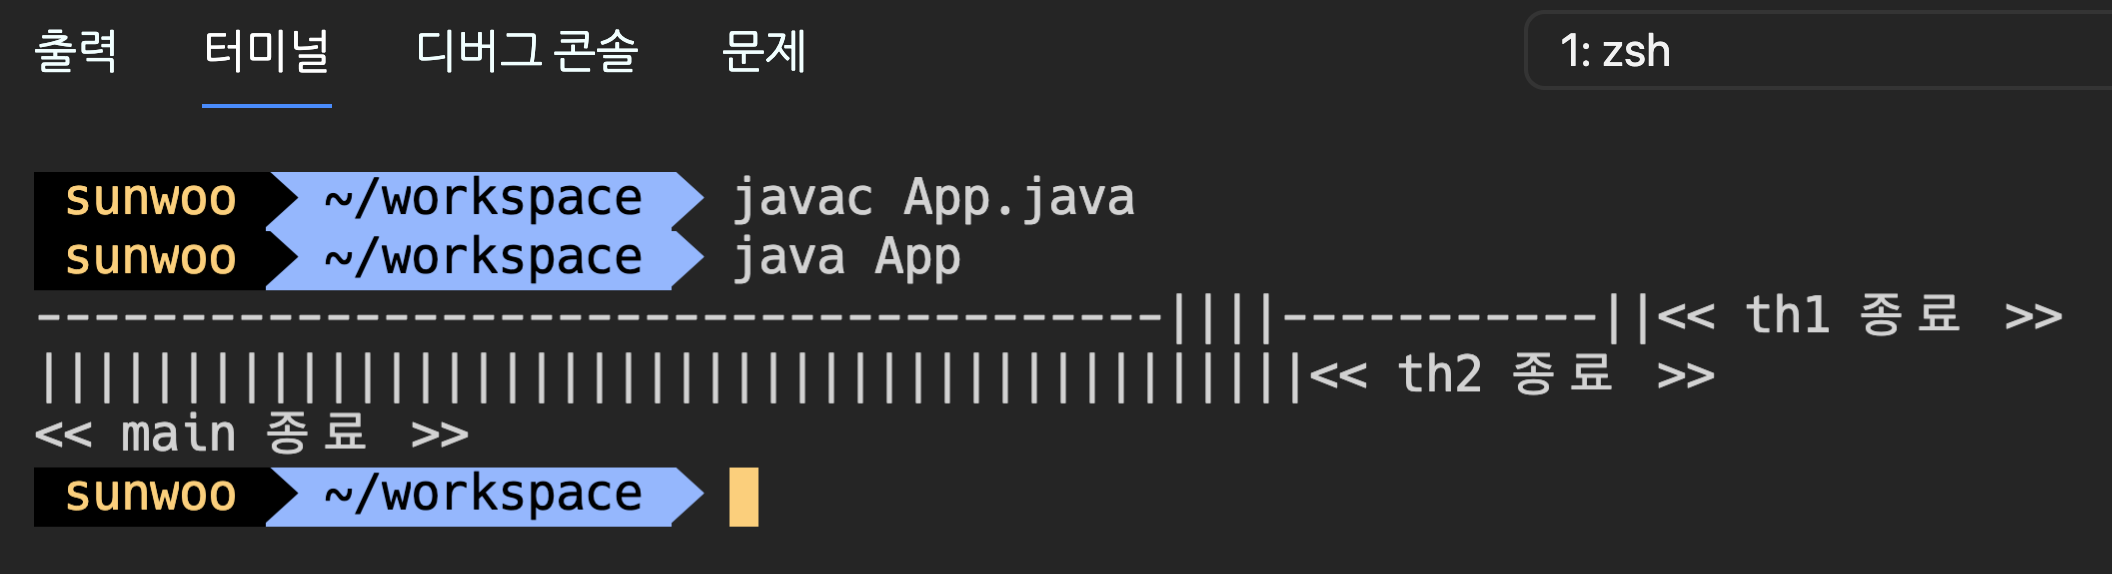 출력 터미널 디버그 콘솔 문제 1: zsh
sunwoo ~/workspace javac App.java
sunwoo ~/workspace java App
---------------------------------------||||-----------||<< th1 종료 >>
||||||||||||||||||||||||||||||||||||||||||||<< th2 종료 >>
<< main 종료 >>
sunwoo ~/workspace